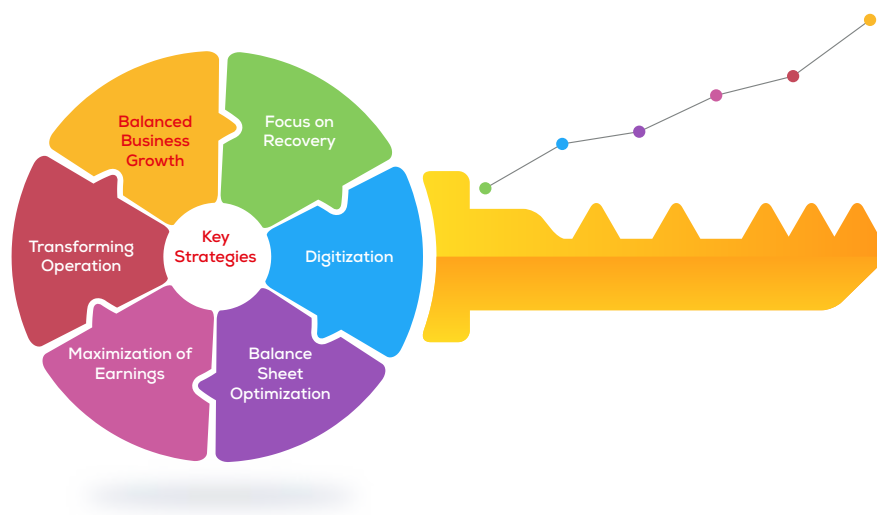 Balanced
Business
Growth
Focus on
Recovery
Transforming
Operation
Key
Strategies
Digitization
Maximization of
Earnings
Balance
Sheet
Optimization